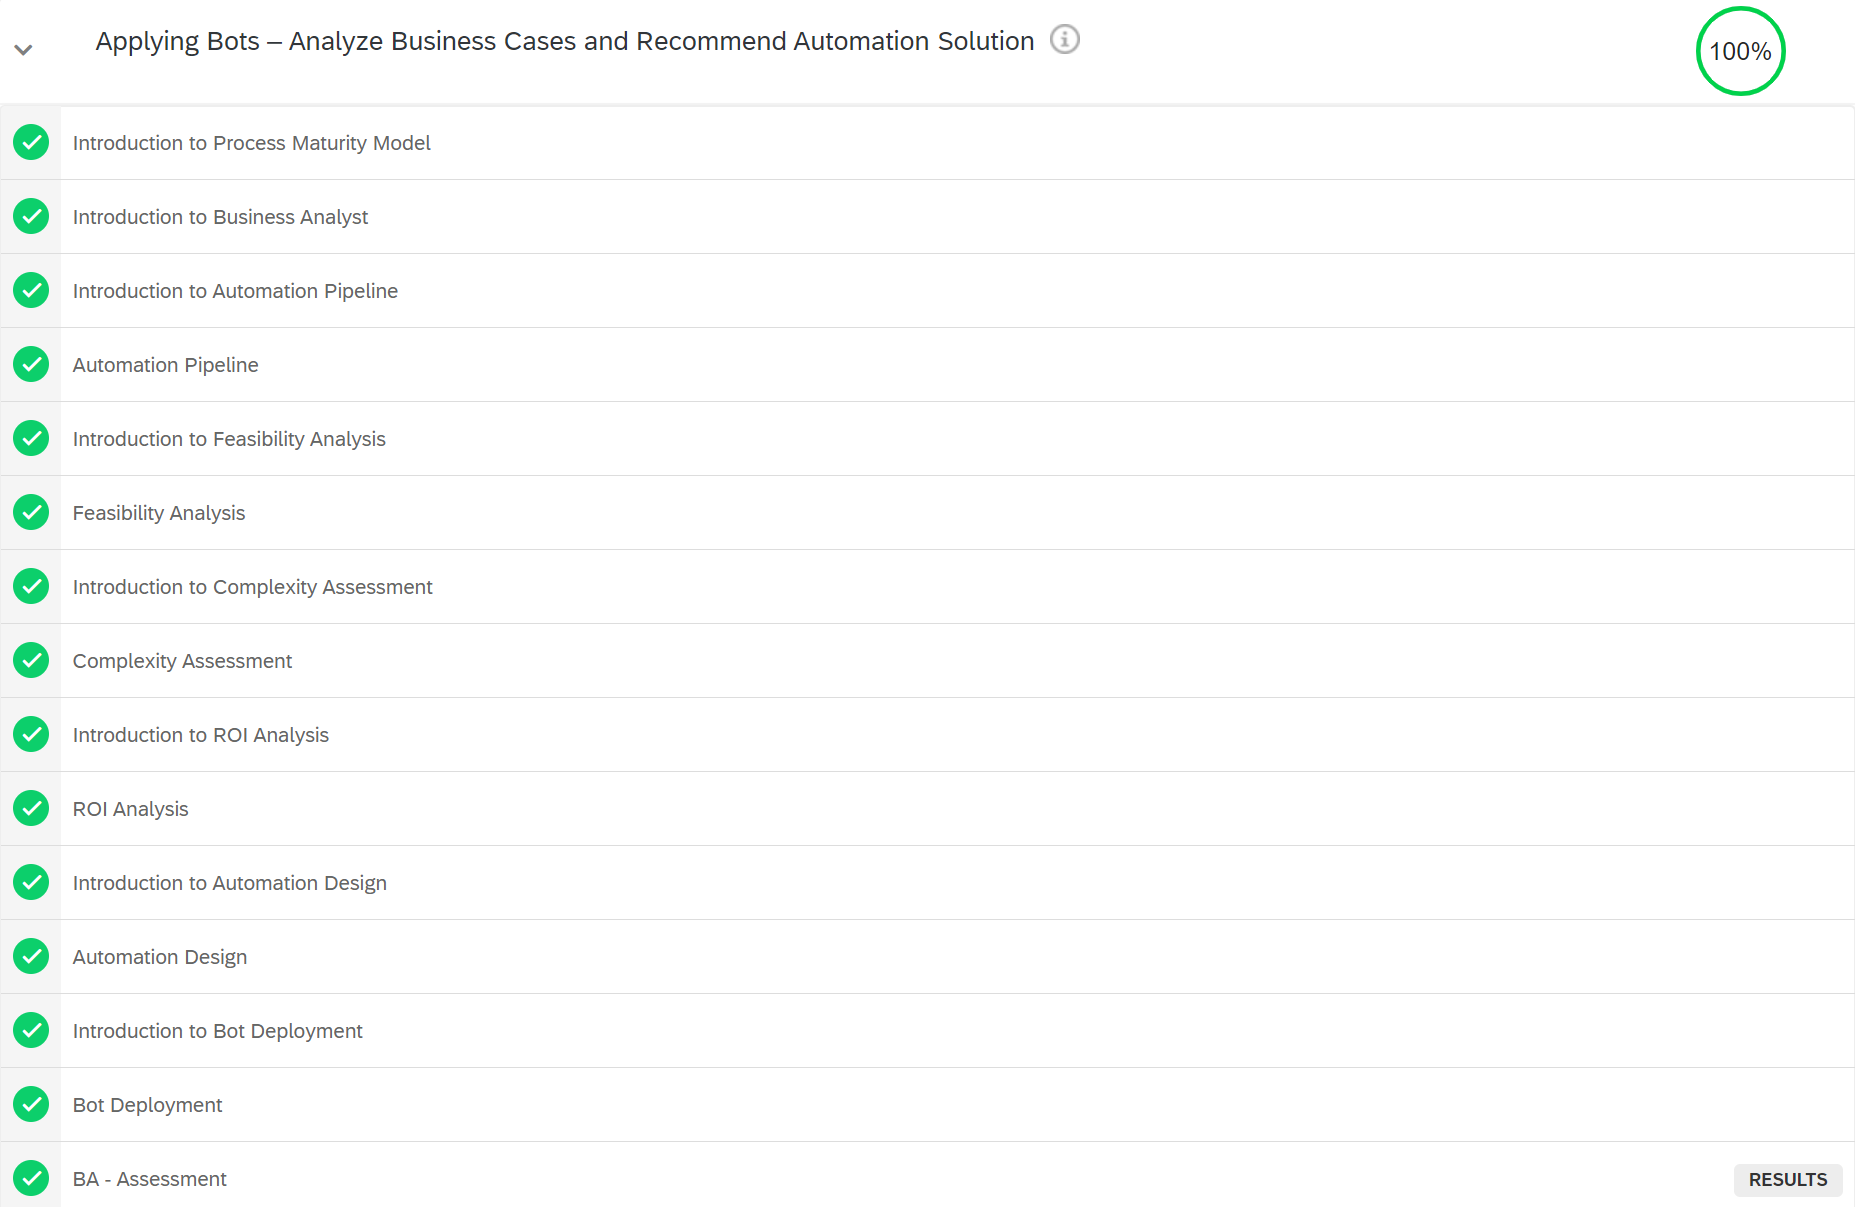 Applying Bots – Analyze Business Cases and Recommend Automation Solution
100%
Introduction to Process Maturity Model
Introduction to Business Analyst
Introduction to Automation Pipeline
Automation Pipeline
Introduction to Feasibility Analysis
Feasibility Analysis
Introduction to Complexity Assessment
Complexity Assessment
Introduction to ROI Analysis
ROI Analysis
Introduction to Automation Design
Automation Design
Introduction to Bot Deployment
Bot Deployment
BA - Assessment
RESULTS